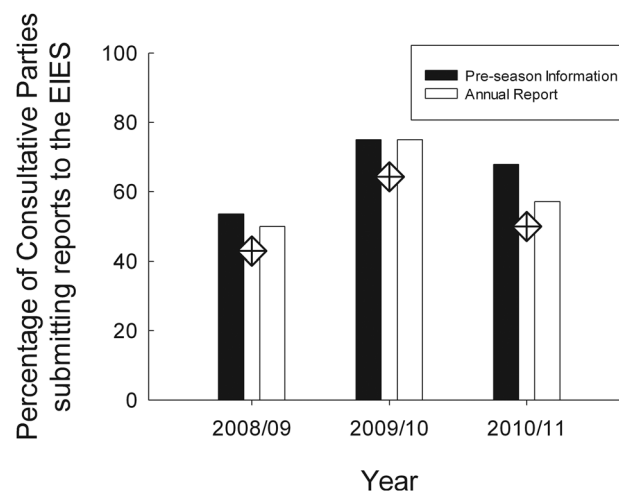 Percentage of Consultative Parties
submitting reports to the EIES
100
80
60
40
20
0
Pre-season Information
Annual Report
2008/09
2009/10
2010/11
Year